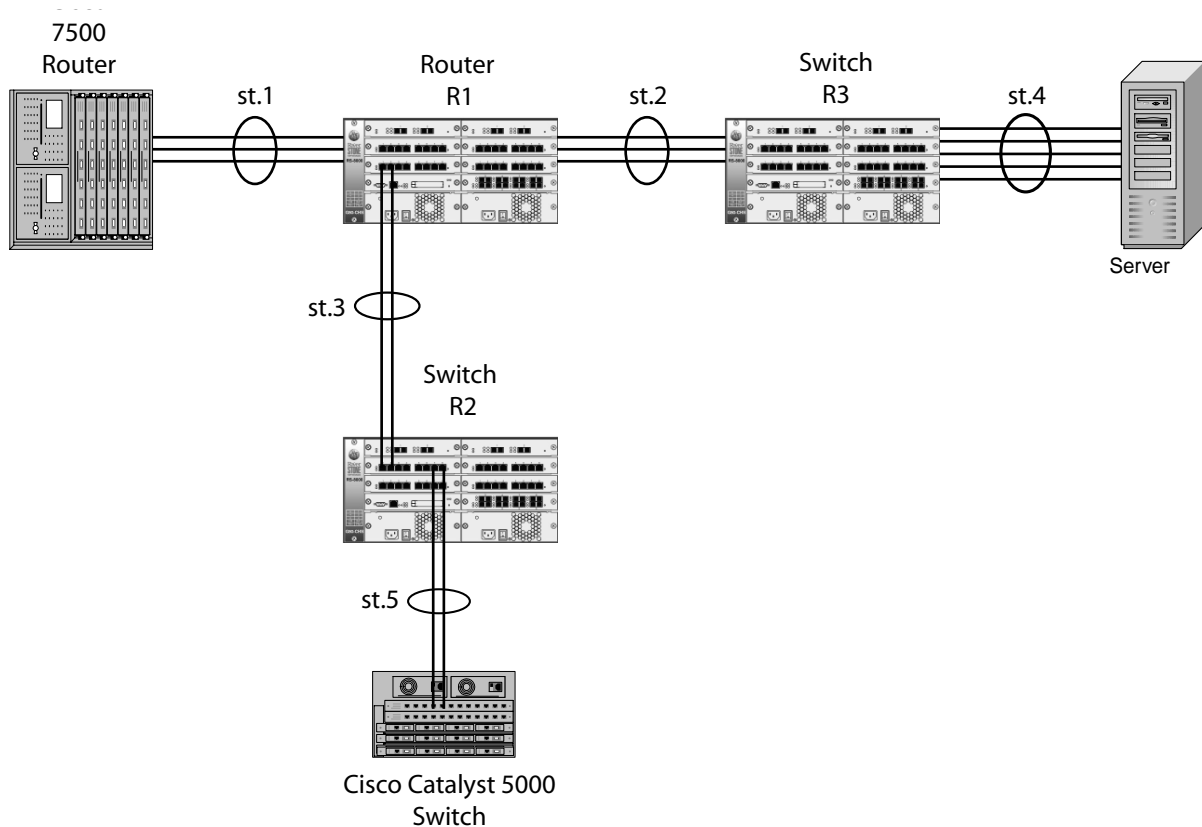 7500
Router
st.1
Router
R1
st.2
Switch
R3
st.4
Server
st.3
Switch
R2
st.5
Cisco Catalyst 5000
Switch